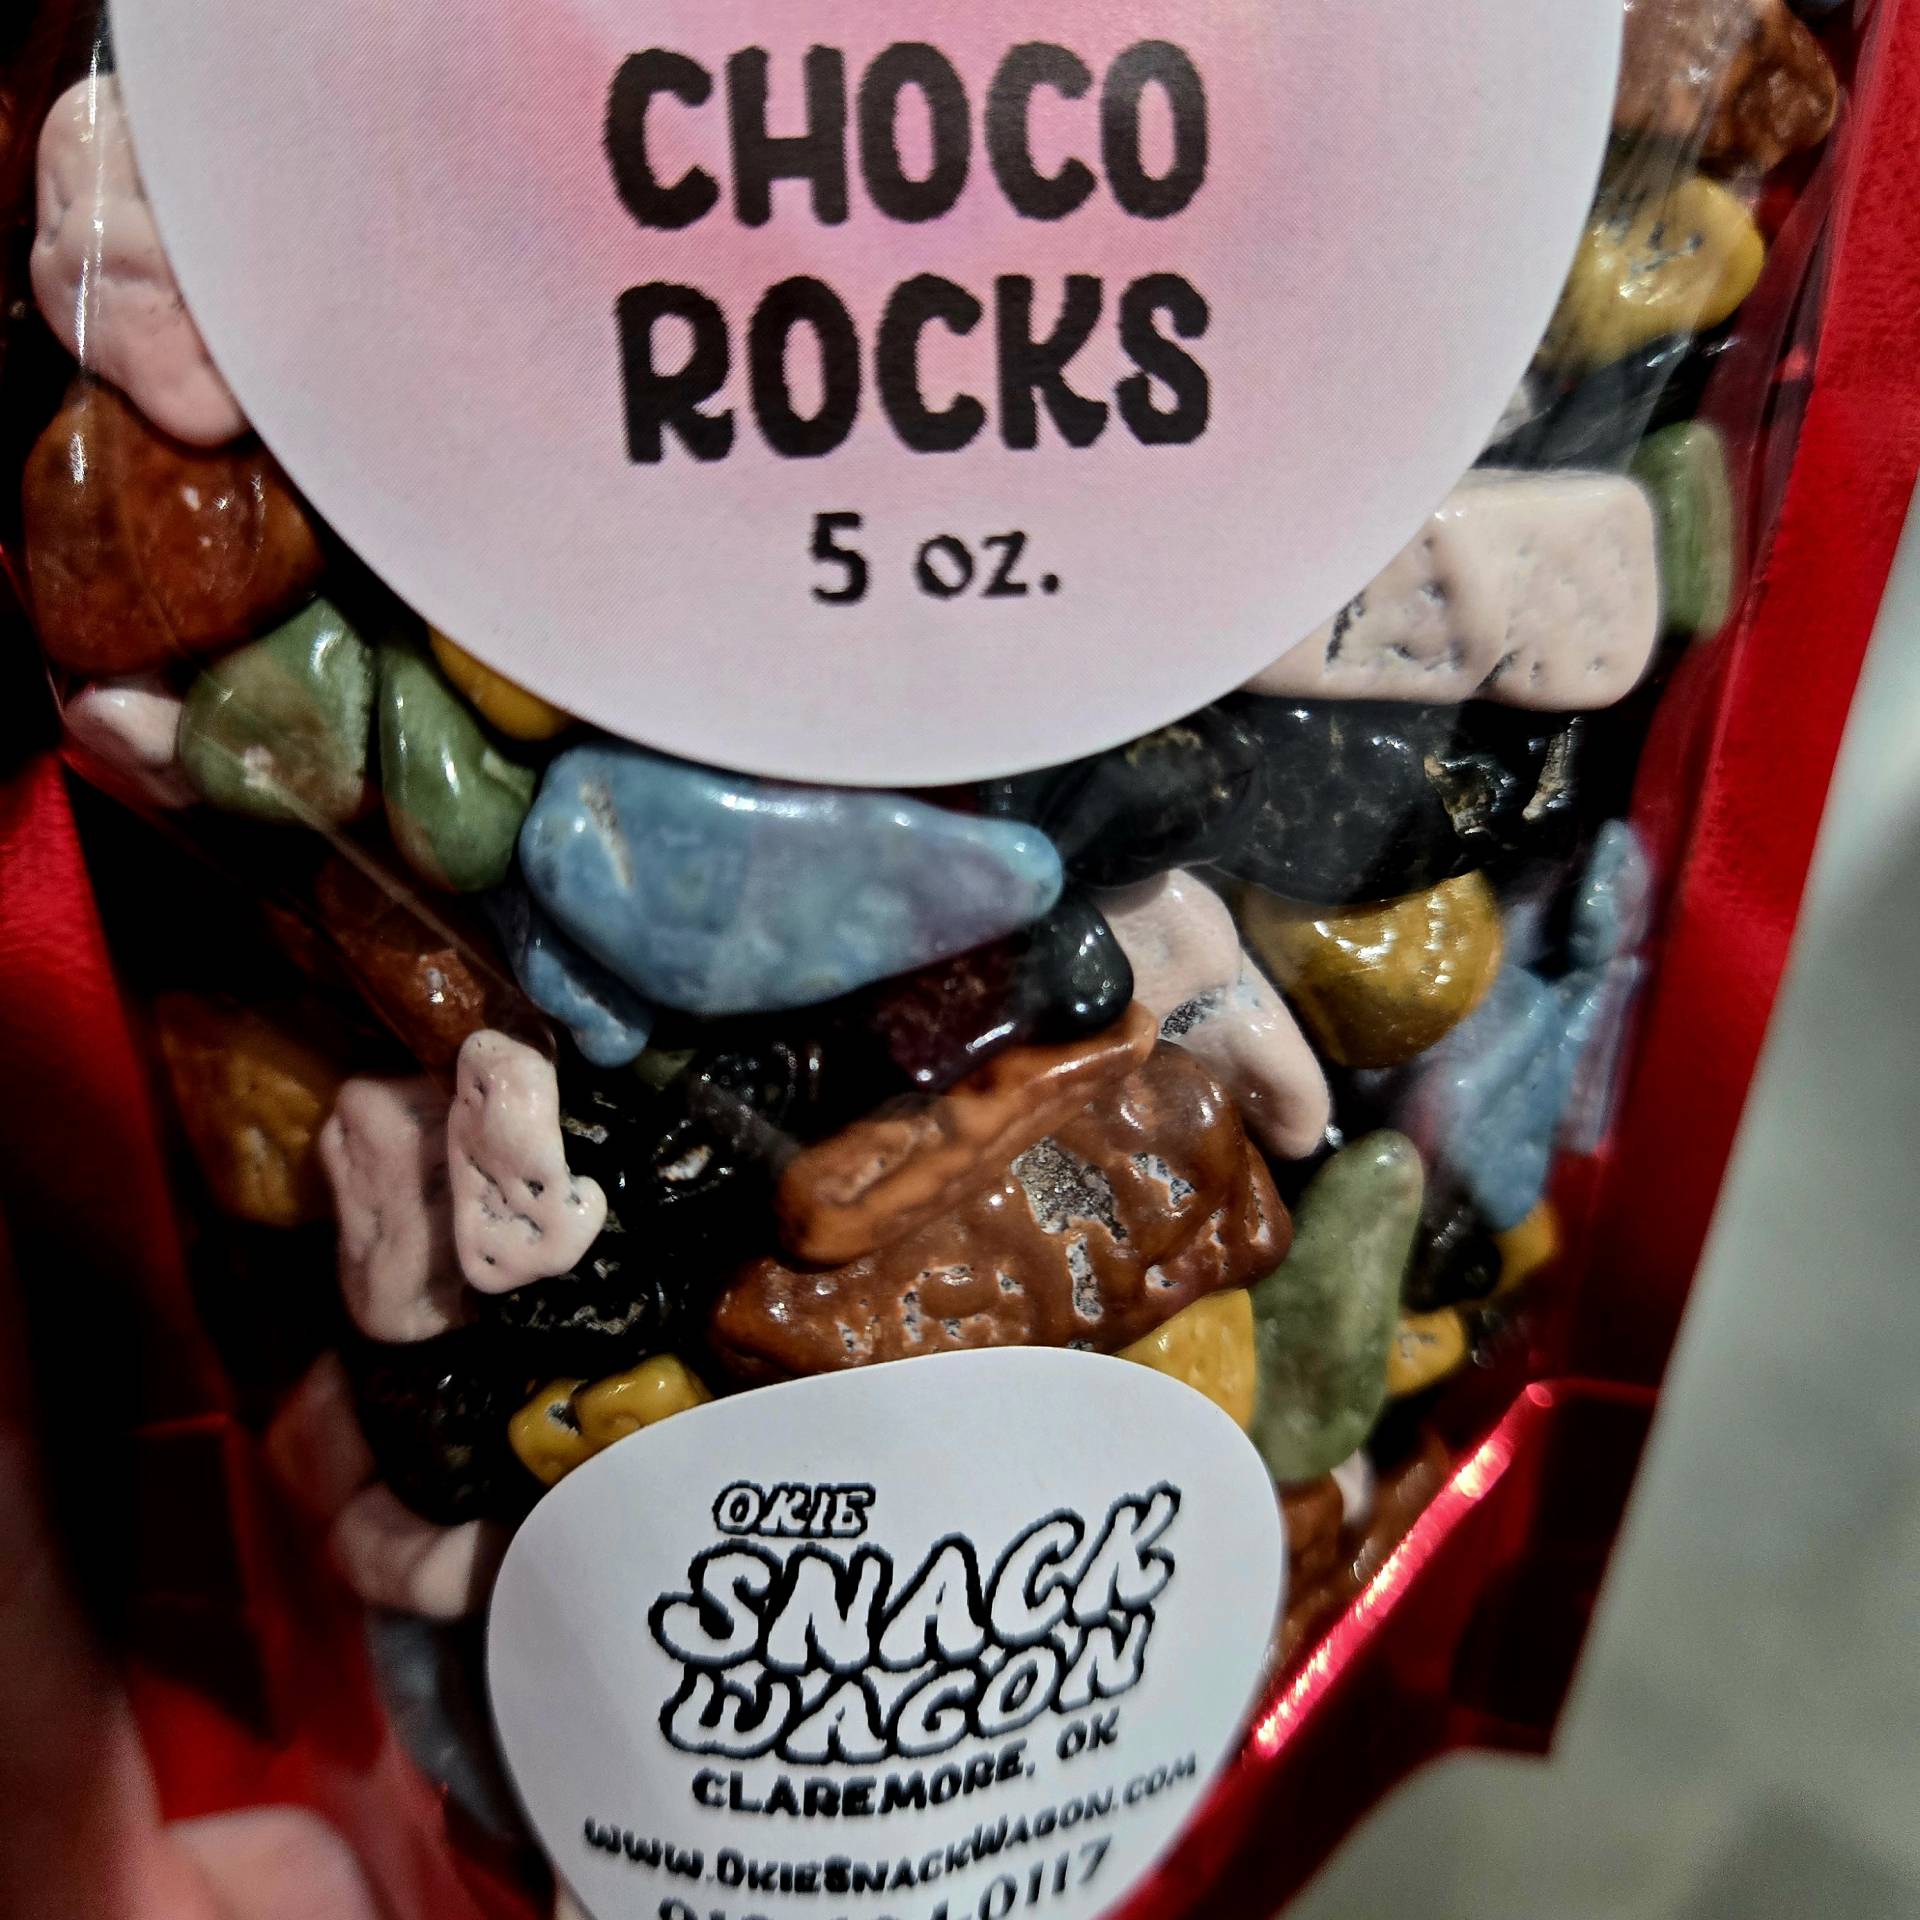 CHOCO
ROCKS
5 oz.
OKIE
SNACK
WAGON
CLAREMORE, OK
WWW.OKIESNACKWAGON.COM